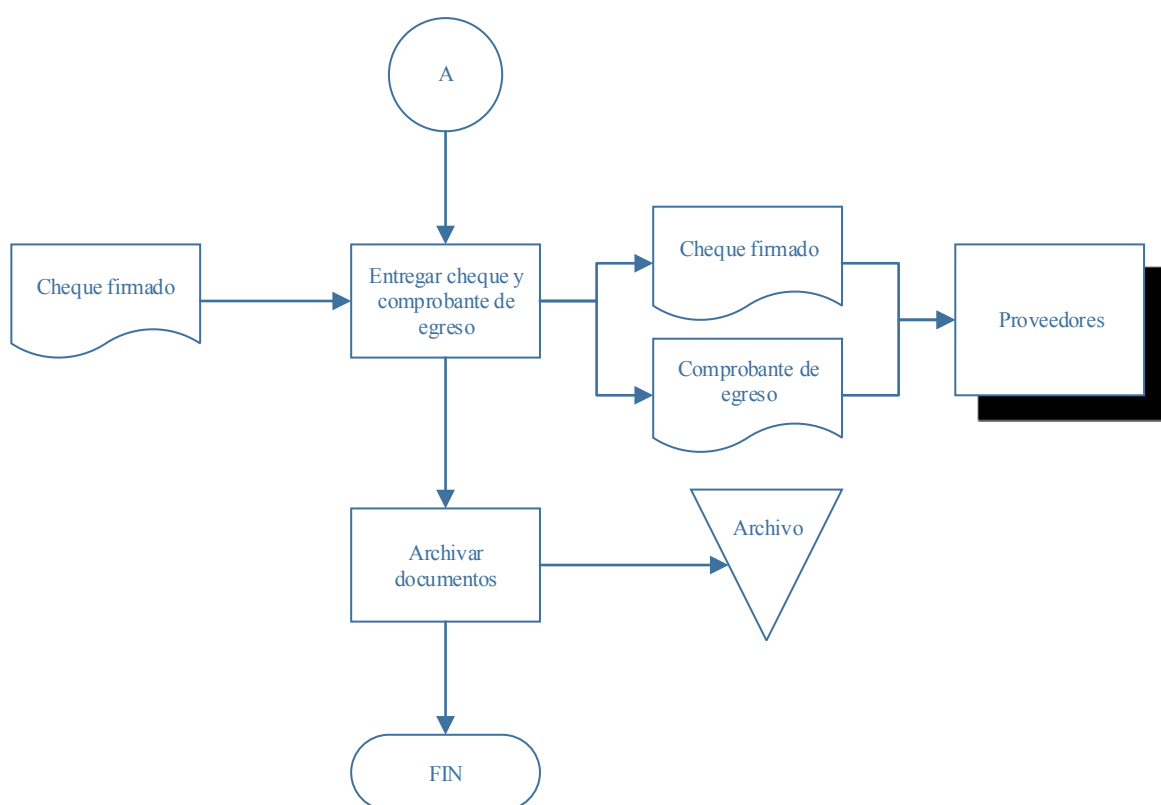 A
Cheque firmado
Entregar cheque y
comprobante de
egreso
Cheque firmado
Comprobante de
egreso
Proveedores
Archivar
documentos
Archivo
FIN